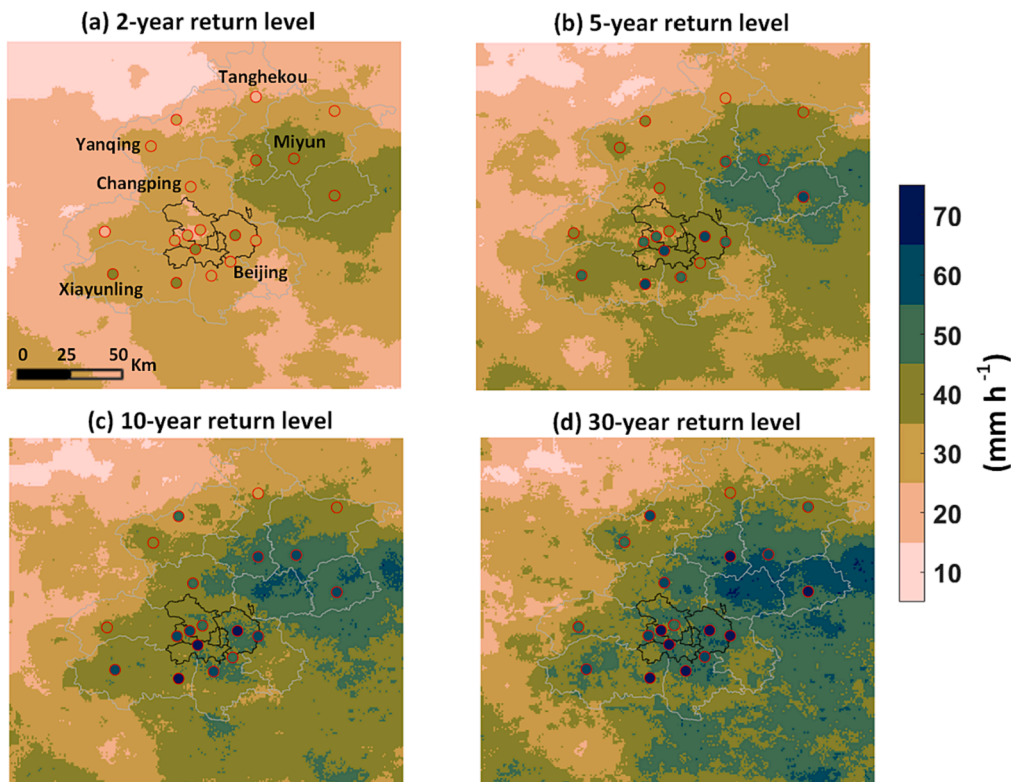 (a) 2-year return level
(b) 5-year return level
Tanghekou
Yanqing
Miyun
Changping
Beijing
Xiayunling
0 25 50 Km
(c) 10-year return level
(d) 30-year return level
70
60
50
40
30
20
10
(mm h⁻¹)